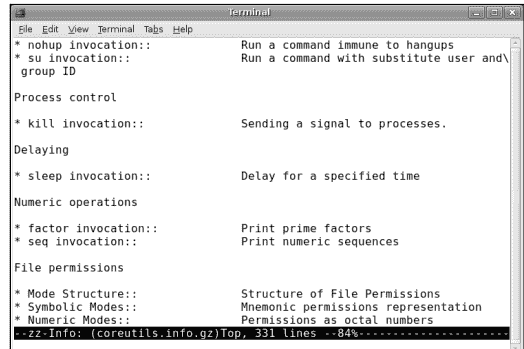 Terminal
File Edit View Terminal Tabs Help
* nohup invocation:: Run a command immune to hangups
* su invocation:: Run a command with substitute user and\
group ID
Process control
* kill invocation:: Sending a signal to processes.
Delaying
* sleep invocation:: Delay for a specified time
Numeric operations
* factor invocation:: Print prime factors
* seq invocation:: Print numeric sequences
File permissions
* Mode Structure:: Structure of File Permissions
* Symbolic Modes:: Mnemonic permissions representation
* Numeric Modes:: Permissions as octal numbers
--zz-Info: (coreutils.info.gz)Top, 331 lines --84%----------------------